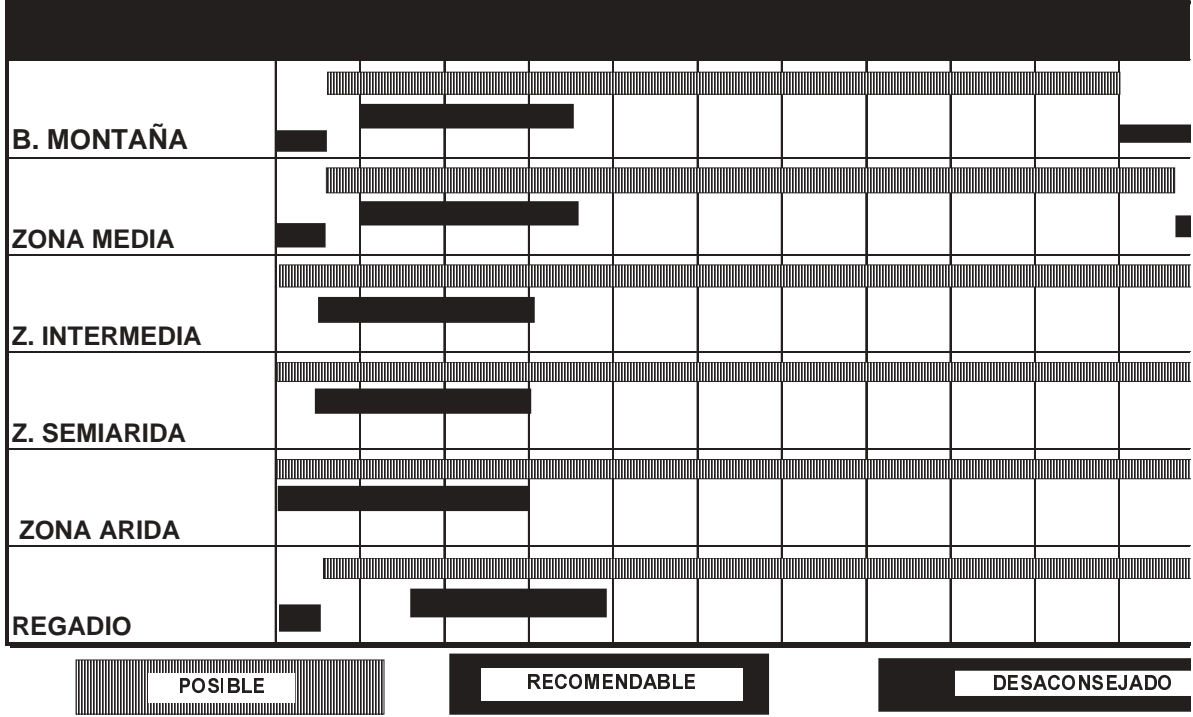 B. MONTAÑA
ZONA MEDIA
Z. INTERMEDIA
Z. SEMIARIDA
ZONA ARIDA
REGADIO
POSIBLE
RECOMENDABLE
DESACONSEJADO